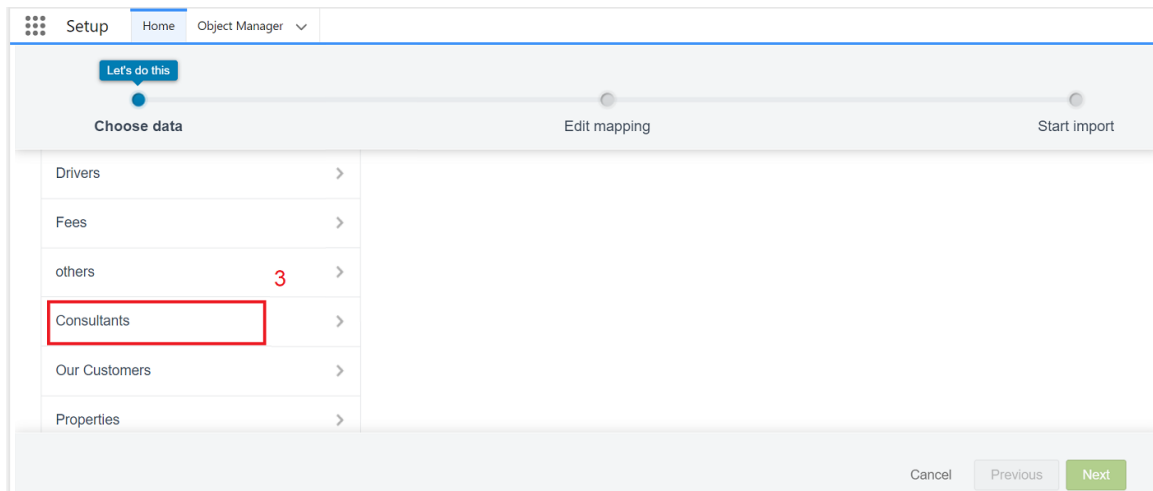 Setup Home Object Manager
Let's do this
Choose data Edit mapping Start import
Drivers
Fees
others
3
Consultants
Our Customers
Properties
Cancel Previous Next